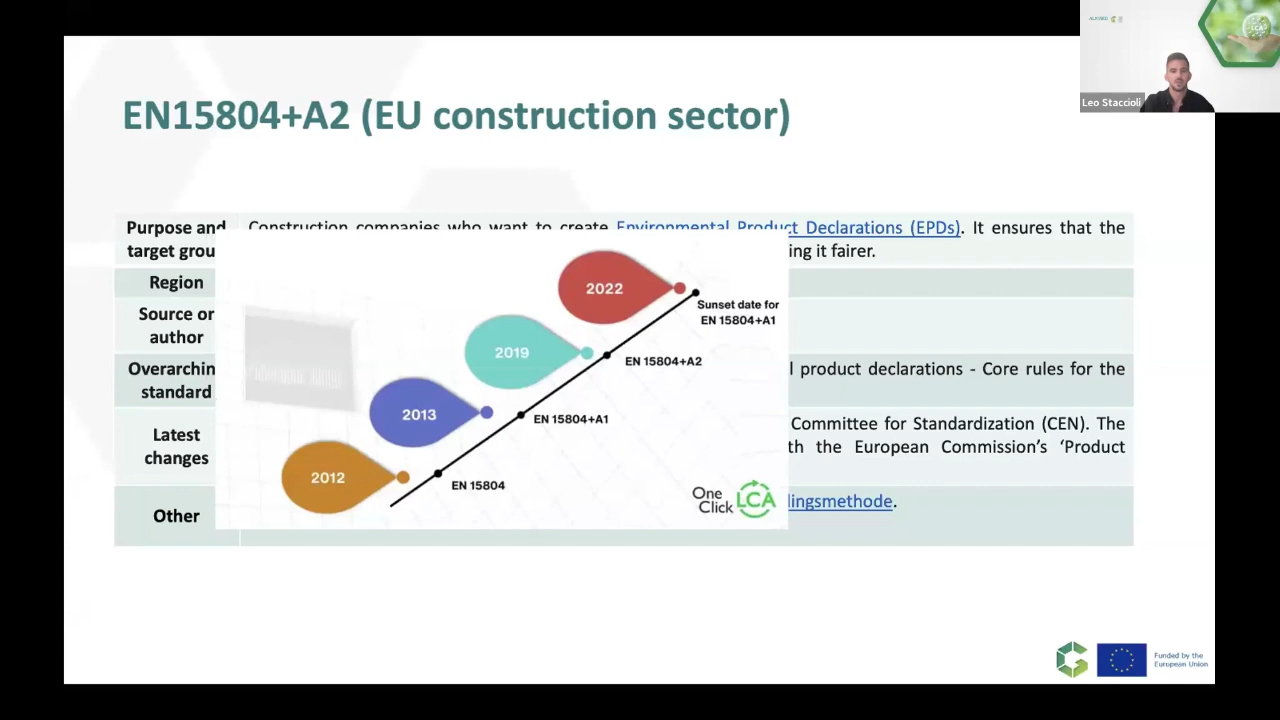 EN15804+A2 (EU construction sector)
Leo Staccioli
LCA
Purpose and
target grou
Construction companies who want to create Environmental Product Declarations (EPDs). It ensures that the
ing it fairer.
Region
Source or
author
Overarchin
standard
l product declarations - Core rules for the
Latest
changes
Committee for Standardization (CEN). The
th the European Commission's 'Product
Other
lingsmethode.
2022
Sunset date for
EN 15804+A1
2019
EN 15804+A2
2013
EN 15804+A1
2012
EN 15804
One
Click LCA
Funded by the
European Union